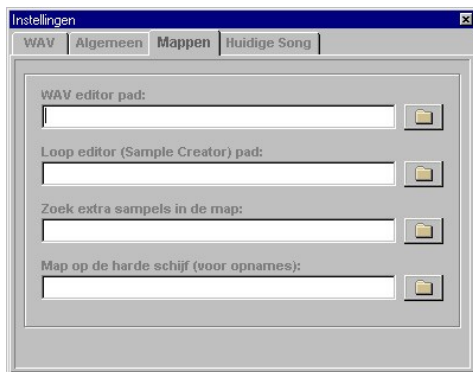 Instellingen
WAV Algemeen Mappen Huidige Song
WAV editor pad:
Loop editor (Sample Creator) pad:
Zoek extra sampels in de map:
Map op de harde schijf (voor opnames):